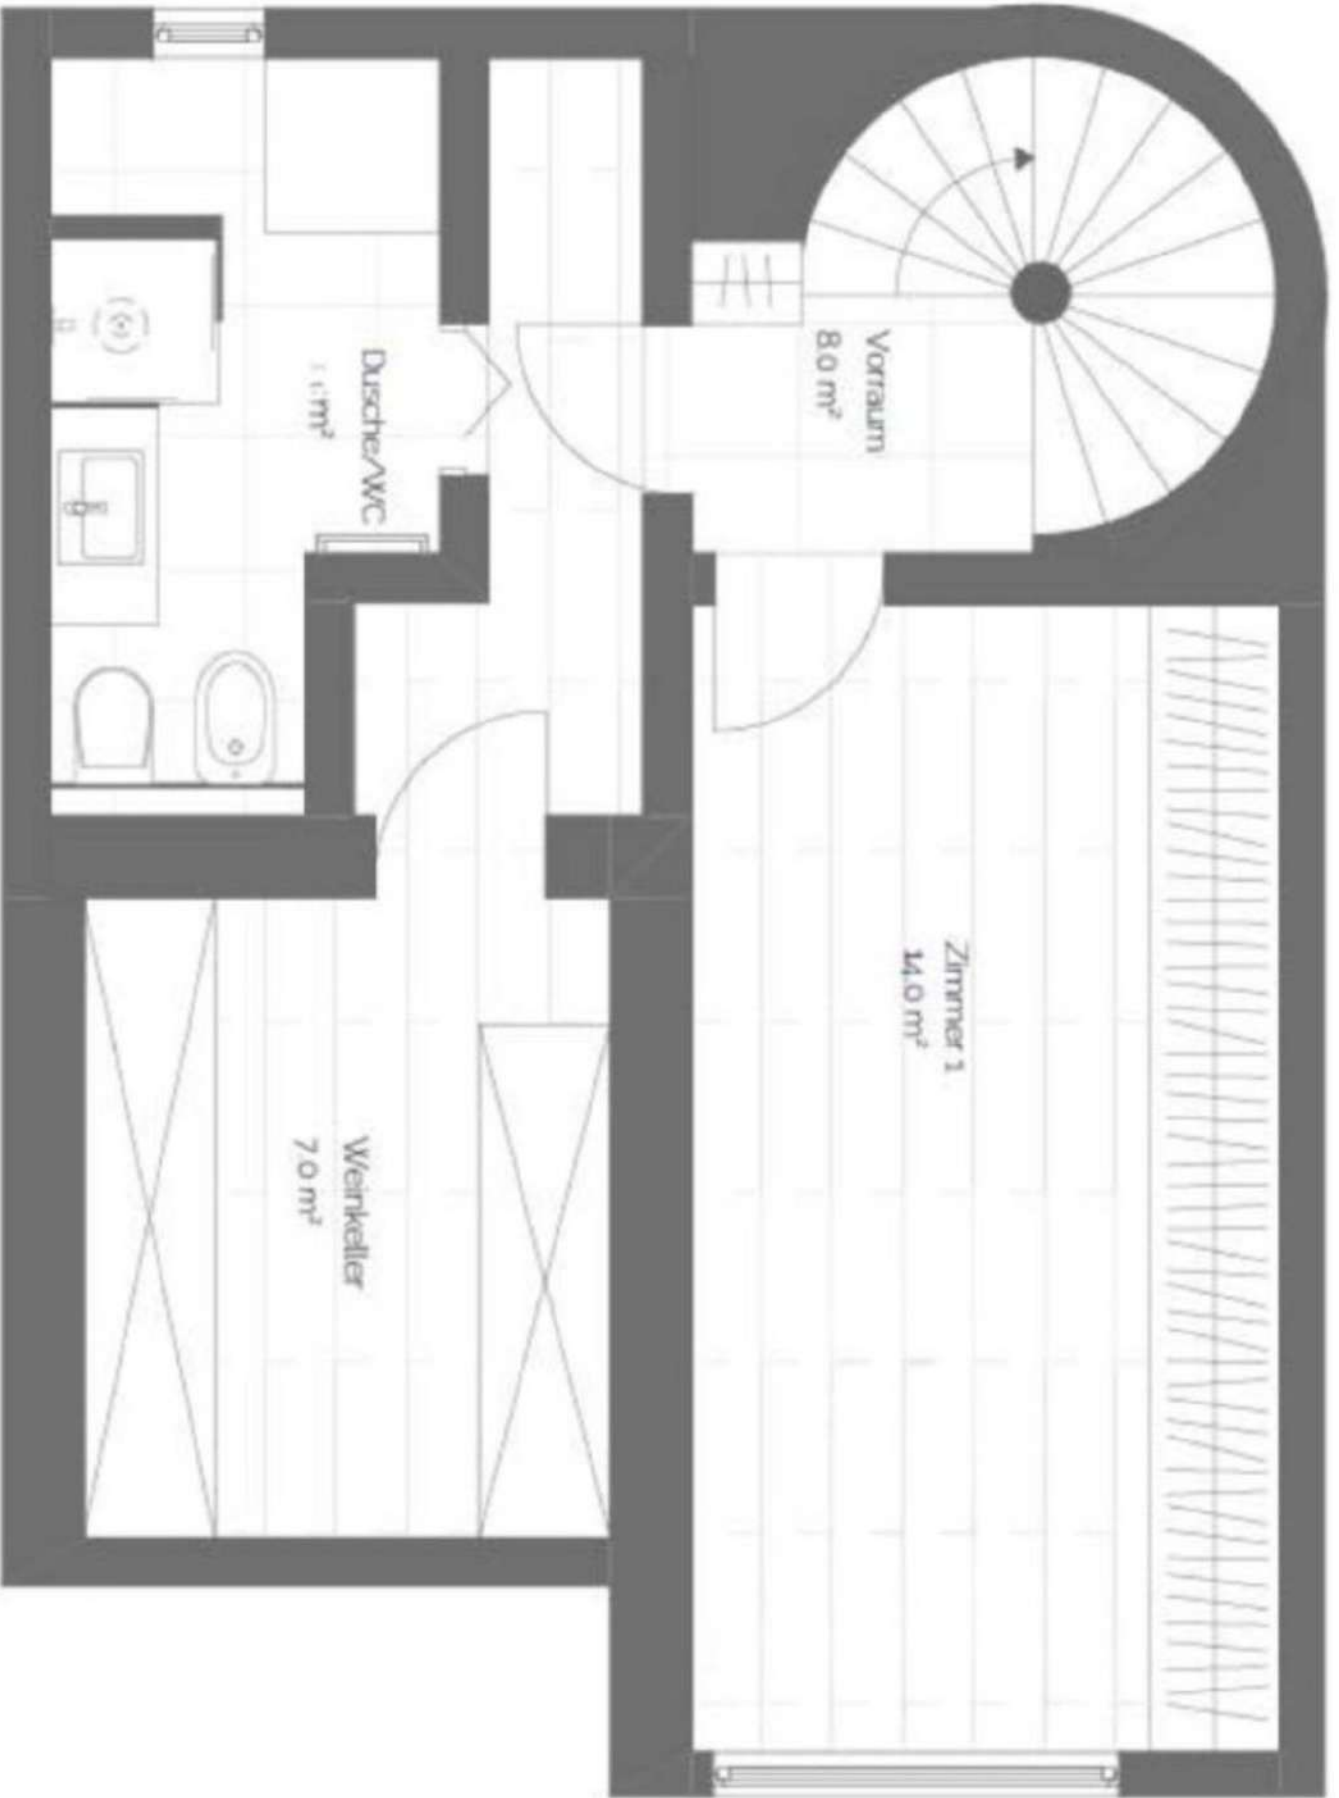 Vorraum
8.0 m²
Dusche/WC
m²
Zimmer 1
14.0 m²
Weinkeller
7.0 m²